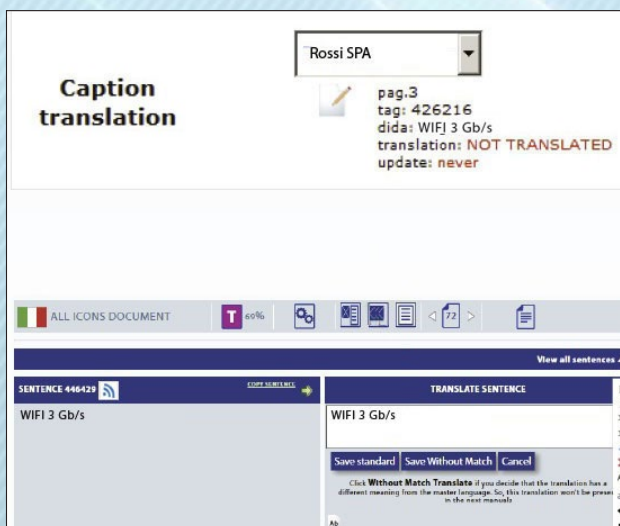 Rossi SPA
Caption
translation
pag.3
tag: 426216
dida: WIFI 3 Gb/s
translation: NOT TRANSLATED
update: never
ALL ICONS DOCUMENT
T 69%
72
View all sentences
SENTENCE 446429
COPY SENTENCE
TRANSLATE SENTENCE
WIFI 3 Gb/s
WIFI 3 Gb/s
Save standard Save Without Match Cancel
Click Without Match Translate if you decide that the translation has a
different meaning from the master language. So, this translation won't be presen
in the next manuals
Ab